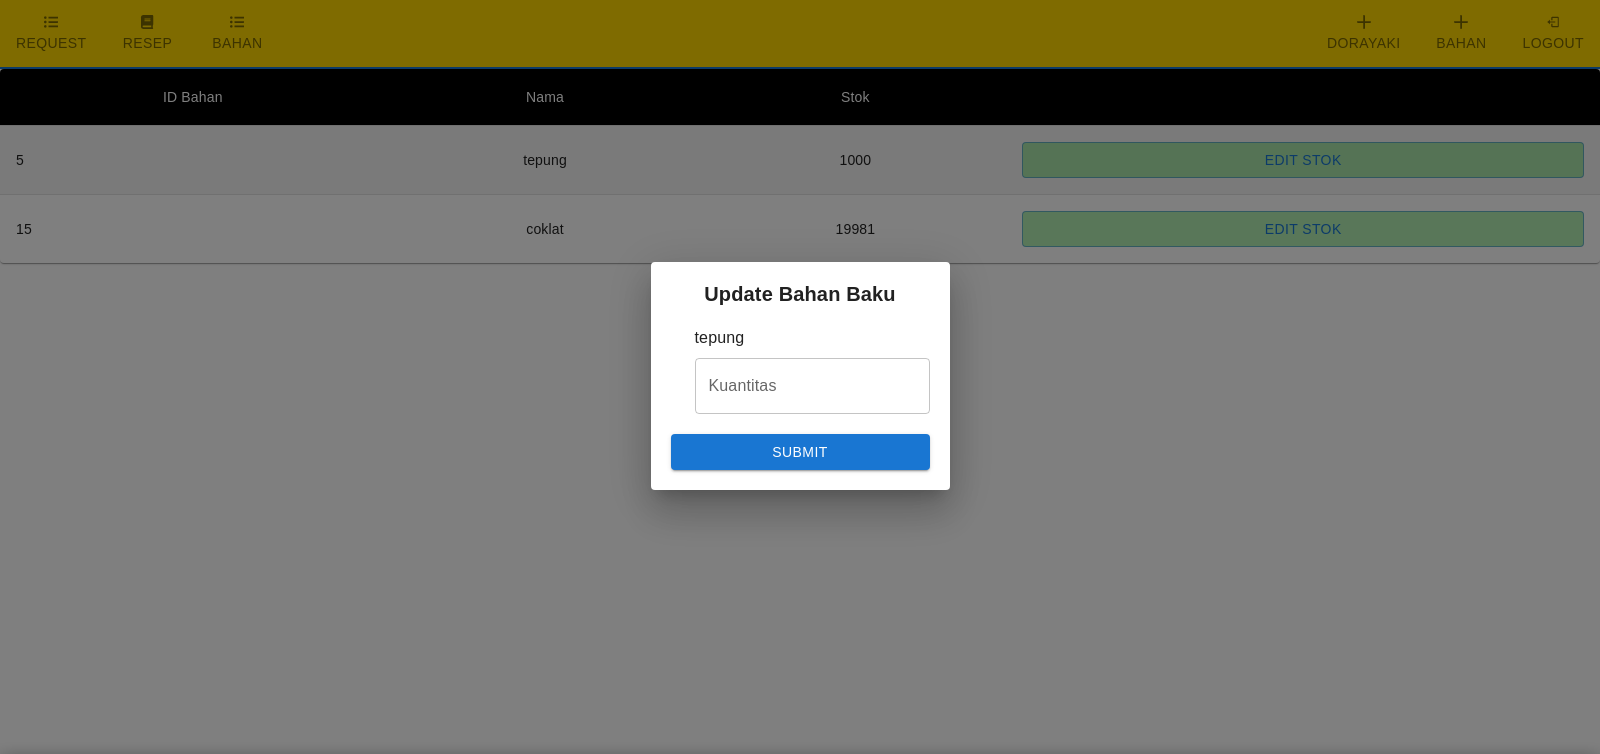 REQUEST RESEP BAHAN DORAYAKI BAHAN LOGOUT
ID Bahan Nama Stok
5 tepung 1000 EDIT STOK
15 coklat 19981 EDIT STOK
Update Bahan Baku
tepung
Kuantitas
SUBMIT